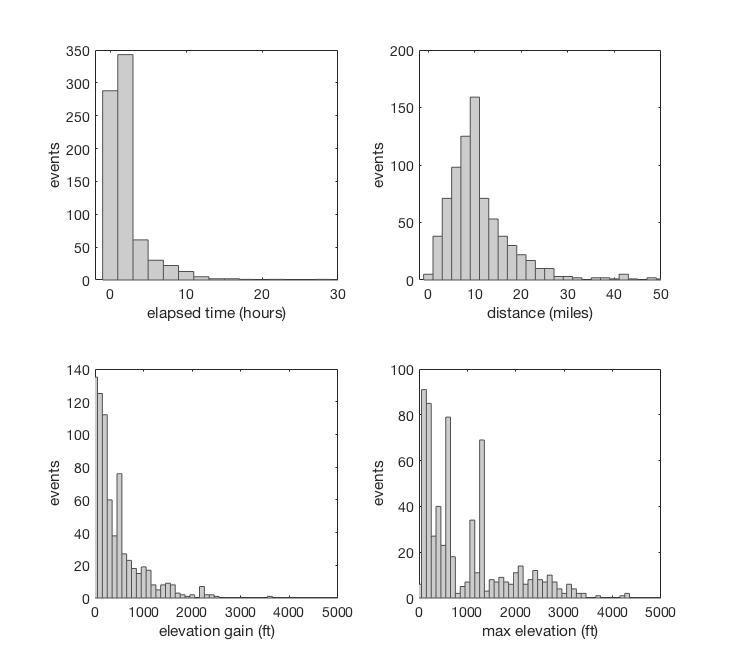 350
300
250
200
150
100
50
0
events
0 10 20 30
elapsed time (hours)
200
150
100
50
0
events
0 10 20 30 40 50
distance (miles)
140
120
100
80
60
40
20
0
events
0 1000 2000 3000 4000 5000
elevation gain (ft)
100
80
60
40
20
0
events
0 1000 2000 3000 4000 5000
max elevation (ft)